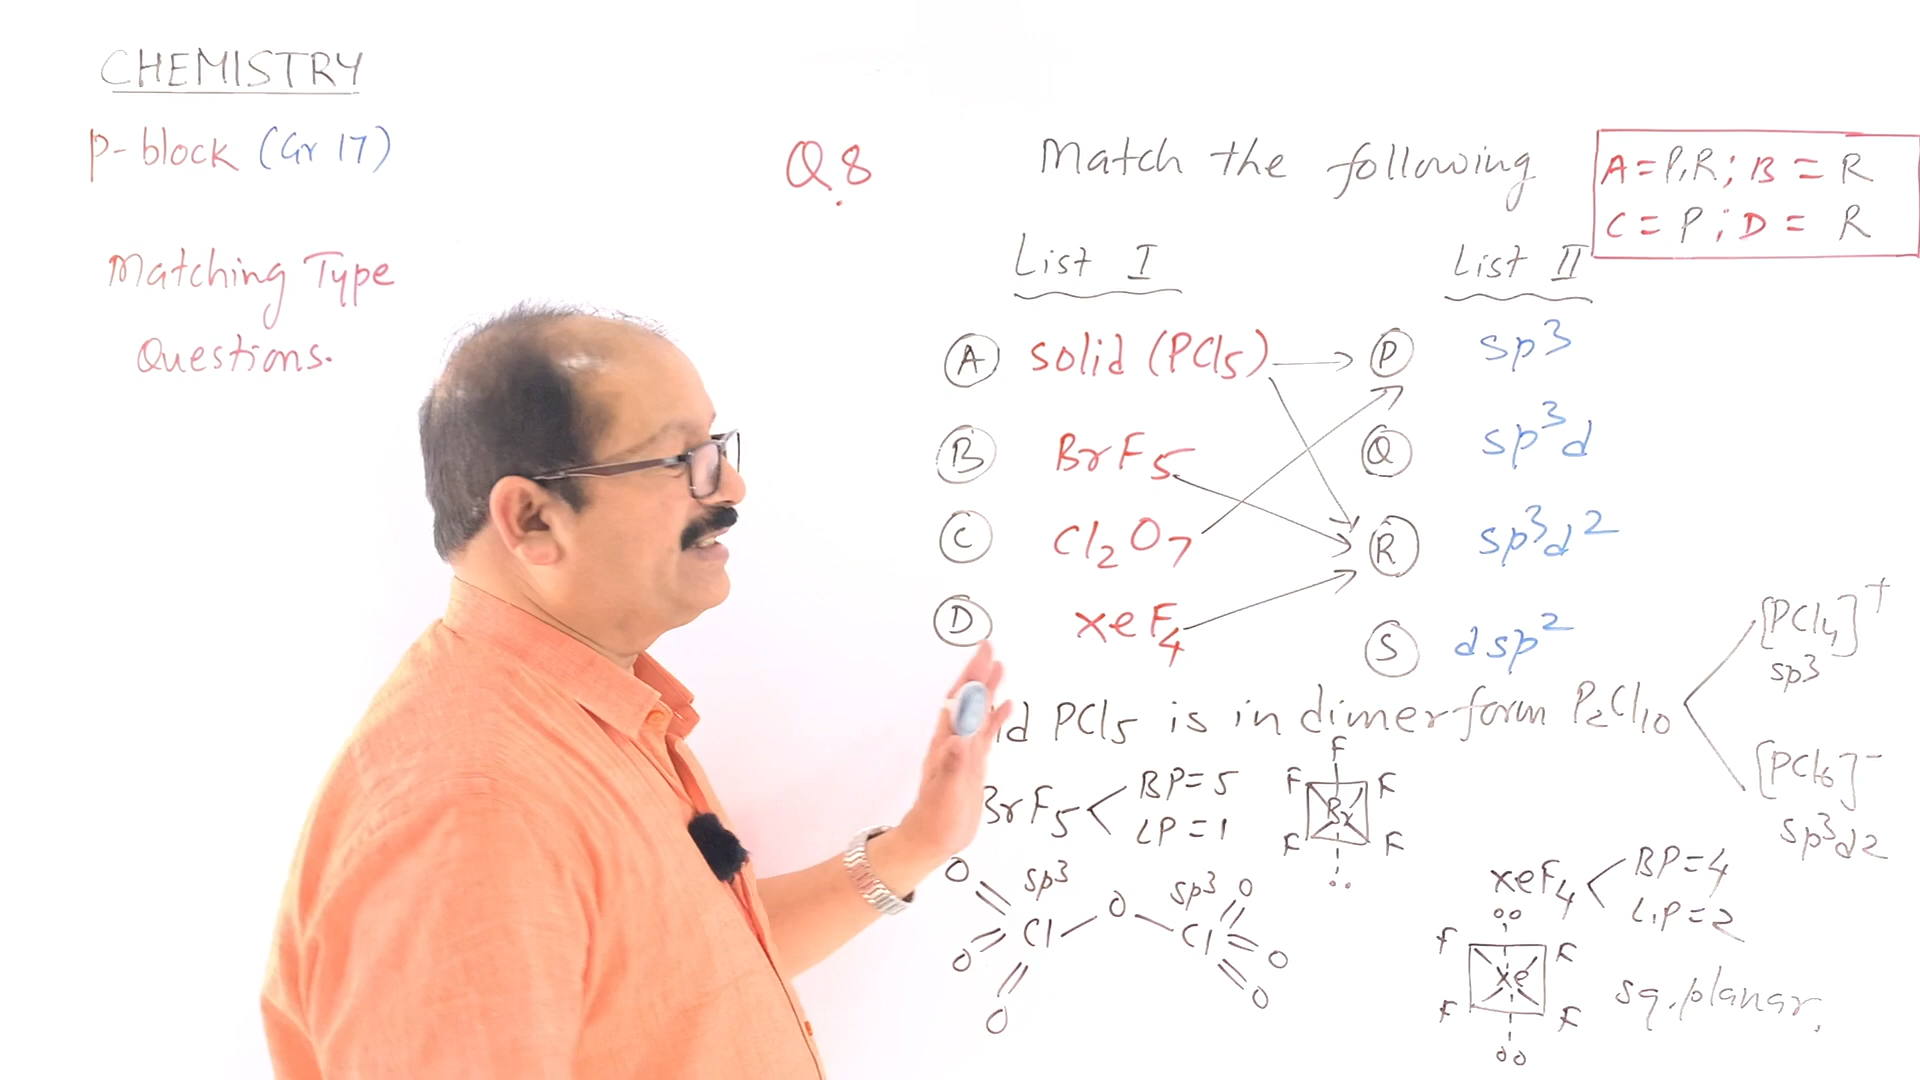 CHEMISTRY
p-block (Gr 17)
Matching Type
Questions.
Q.8
Match the following
A = P,R; B = R
C = P; D = R
List I
List II
A solid (PCl5) P sp3
B BrF5 Q sp3d
C Cl2O7 R sp3d2
D XeF4 S dsp2
id PCl5 is in dimer form P2Cl10
[PCl4]+
sp3
[PCl6]-
sp3d2
BrF5
BP = 5
LP = 1
F
F F
Br
F F
O sp3 sp3 O
O
Cl Cl
O O
O O
XeF4
BP = 4
L.P = 2
F F
Xe
F F
sq. planar.